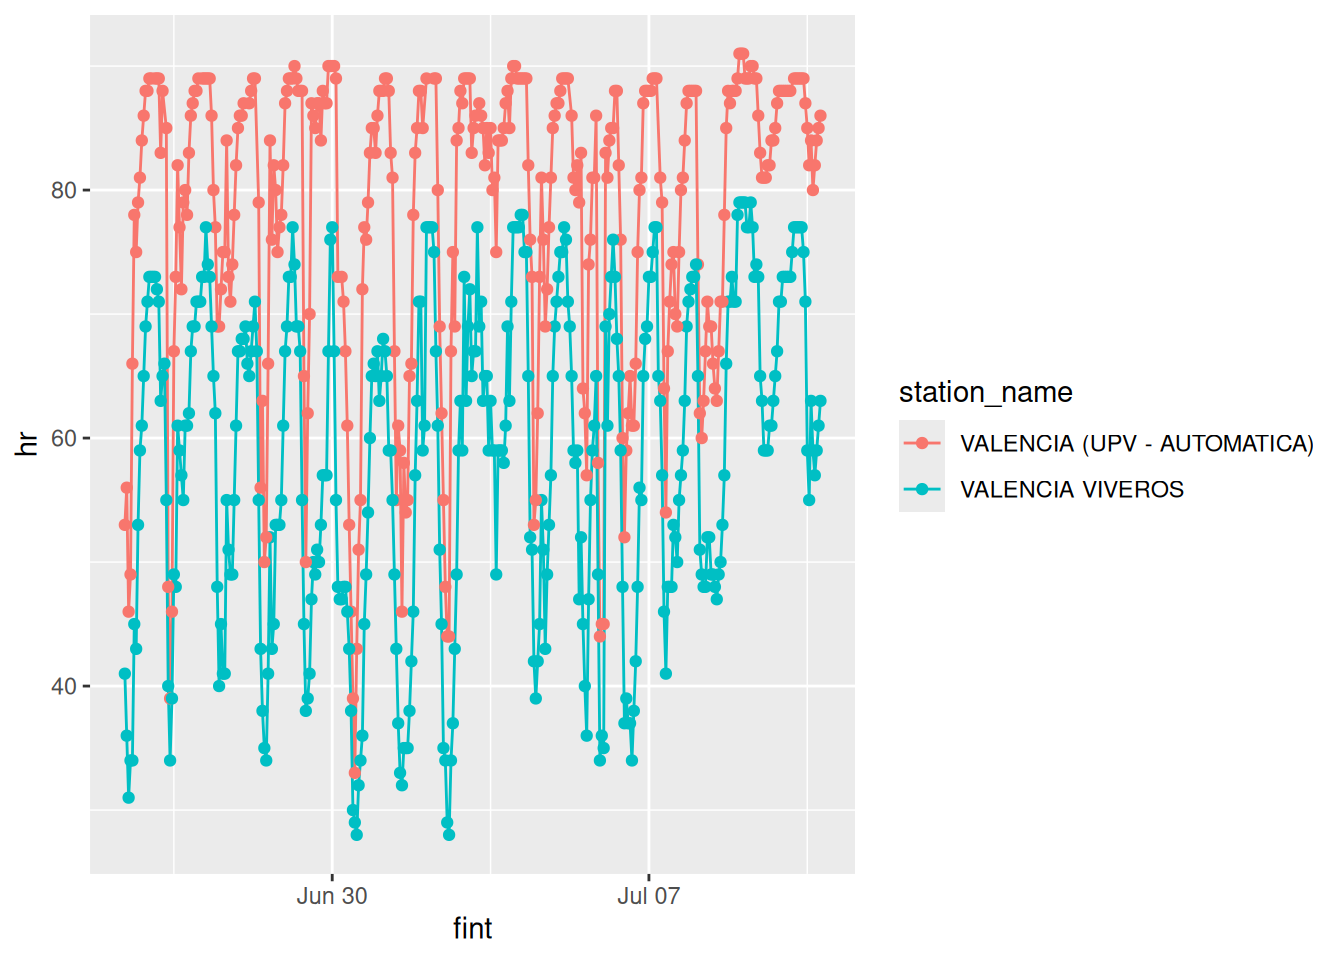 hr
80
60
40
Jun 30
Jul 07
fint
station_name
VALENCIA (UPV - AUTOMATICA)
VALENCIA VIVEROS